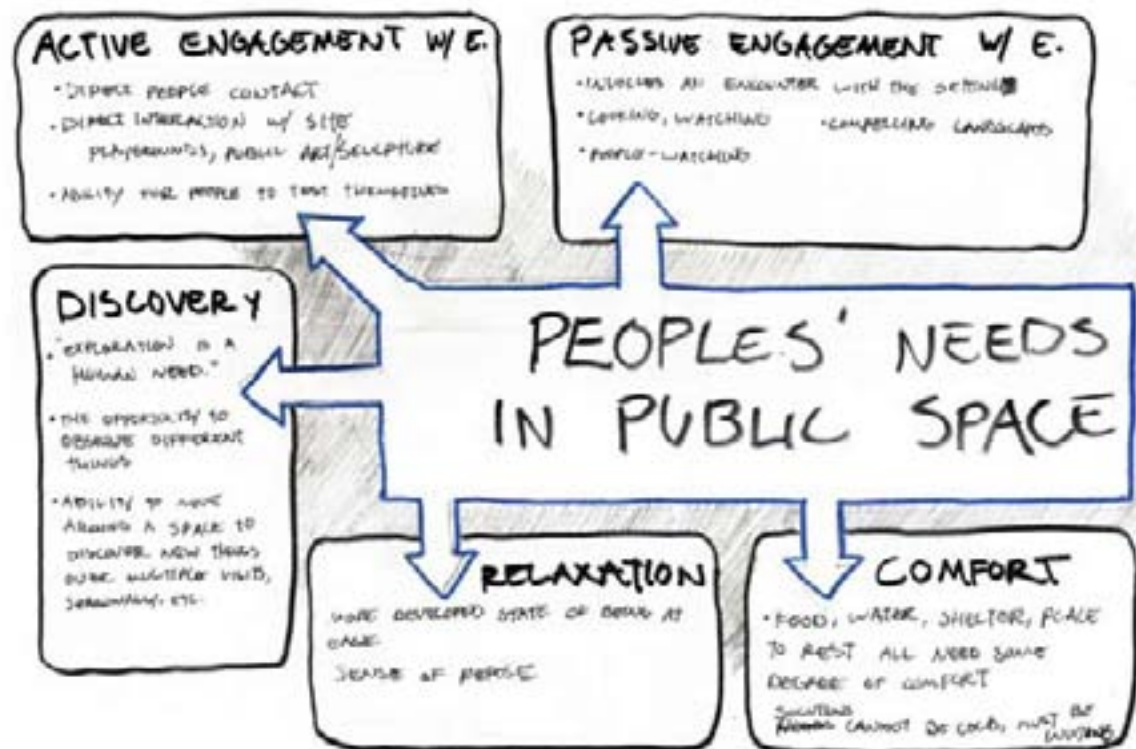 ACTIVE ENGAGEMENT W/ E.
• DIRECT PEOPLE CONTACT
• DIRECT INTERACTION W/ SITE
PLAYGROUNDS, PUBLIC ART/SCULPTURE
• ABILITY FOR PEOPLE TO TEST THEMSELVES
PASSIVE ENGAGEMENT W/ E.
• INVOLVES AN ENCOUNTER WITH THE SETTING
• LOOKING, WATCHING • COMPELLING LANDSCAPES
• PEOPLE-WATCHING
DISCOVERY
• "EXPLORATION IS A
HUMAN NEED."
• THE OPPORTUNITY TO
OBSERVE DIFFERENT
THINGS
• ABILITY TO MOVE
AROUND A SPACE TO
DISCOVER NEW THINGS
OVER MULTIPLE VISITS,
SEASONALLY, ETC.
PEOPLES' NEEDS
IN PUBLIC SPACE
RELAXATION
MORE DEVELOPED STATE OF BEING AT
EASE
SENSE OF REPOSE
COMFORT
• FOOD, WATER, SHELTER, PLACE
TO REST ALL NEED SOME
DEGREE OF COMFORT
SOLUTIONS
CANNOT BE COLD, MUST BE
INVITING